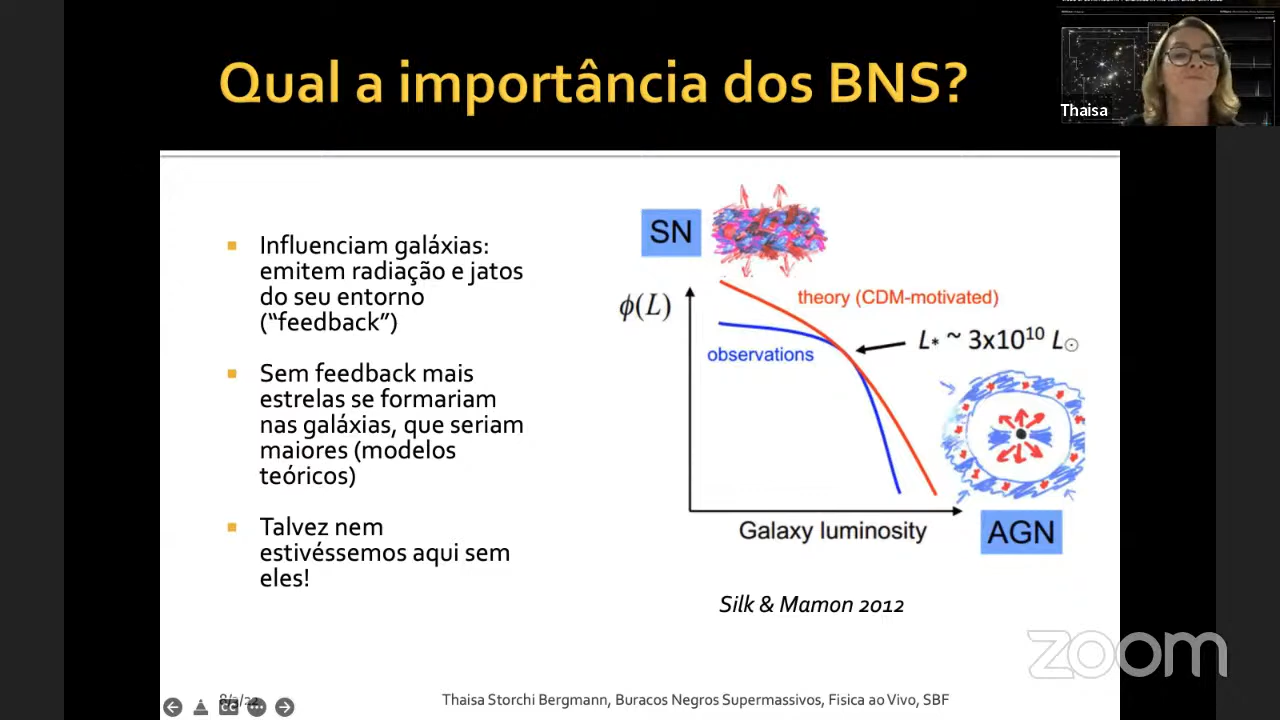 Qual a importância dos BNS?
Thaisa
Influenciam galáxias:
emitem radiação e jatos
do seu entorno
(“feedback”)
Sem feedback mais
estrelas se formariam
nas galáxias, que seriam
maiores (modelos
teóricos)
Talvez nem
estivéssemos aqui sem
eles!
SN
theory (CDM-motivated)
ϕ(L)
observations
L* ~ 3x10¹⁰ L☉
Galaxy luminosity
AGN
Silk & Mamon 2012
zoom
Thaisa Storchi Bergmann, Buracos Negros Supermassivos, Fisica ao Vivo, SBF